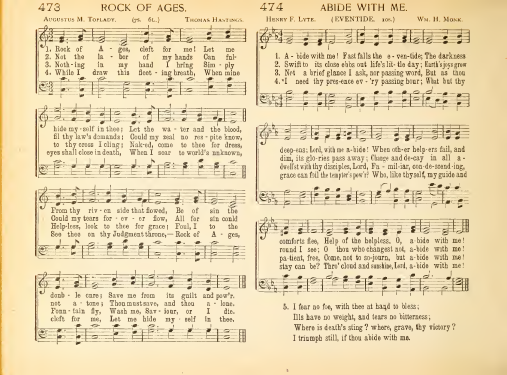 473 ROCK OF AGES.
Augustus M. Toplady. (7s. 6l.) Thomas Hastings.
1. Rock of A - ges, cleft for me! Let me
2. Not the la - bor of my hands Can ful-
3. Noth-ing in my hand I bring Sim - ply
4. While I draw this fleet - ing breath, When mine
hide my-self in thee; Let the wa - ter and the blood,
fil thy law's demands; Could my zeal no res - pite know,
to thy cross I cling; Nak-ed, come to thee for dress,
eyes shall close in death, When I soar to world's unknown,
From thy riv - en side that flowed, Be of sin the
Could my tears for - ev - er flow, All for sin could
Help-less, look to thee for grace; Foul, I to the
See thee on thy Judgment throne,— Rock of A - ges,
doub - le cure; Save me from its guilt and pow'r.
not a - tone; Thou must save, and thou a - lone.
Foun - tain fly, Wash me, Sav - iour, or I die.
cleft for me, Let me hide my - self in thee.
474 ABIDE WITH ME.
Henry F. Lyte. (EVENTIDE, 10s.) Wm. H. Monk.
1. A - bide with me! Fast falls the e - ven-tide; The darkness
2. Swift to its close ebbs out life's lit-tle day; Earth's joys grow
3. Not a brief glance I ask, nor passing word, But as thou
4. I need thy pres-ence ev - 'ry passing hour; What but thy
deep-ens: Lord, with me a-bide! When oth-er help-ers fail, and
dim, its glo-ries pass away; Change and de-cay in all a-
dwellst with thy disciples, Lord, Fa - mil-iar, con-de-scend-ing,
grace can foil the tempter's pow'r? Who, like thyself, my guide and
comforts flee, Help of the helpless, O, a-bide with me!
round I see; O thou who changest not, a-bide with me!
pa-tient, free, Come, not to so-journ, but a-bide with me!
stay can be? Thro' cloud and sunshine, Lord, a-bide with me!
5. I fear no foe, with thee at hand to bless;
Ills have no weight, and tears no bitterness;
Where is death's sting? where, grave, thy victory?
I triumph still, if thou abide with me.